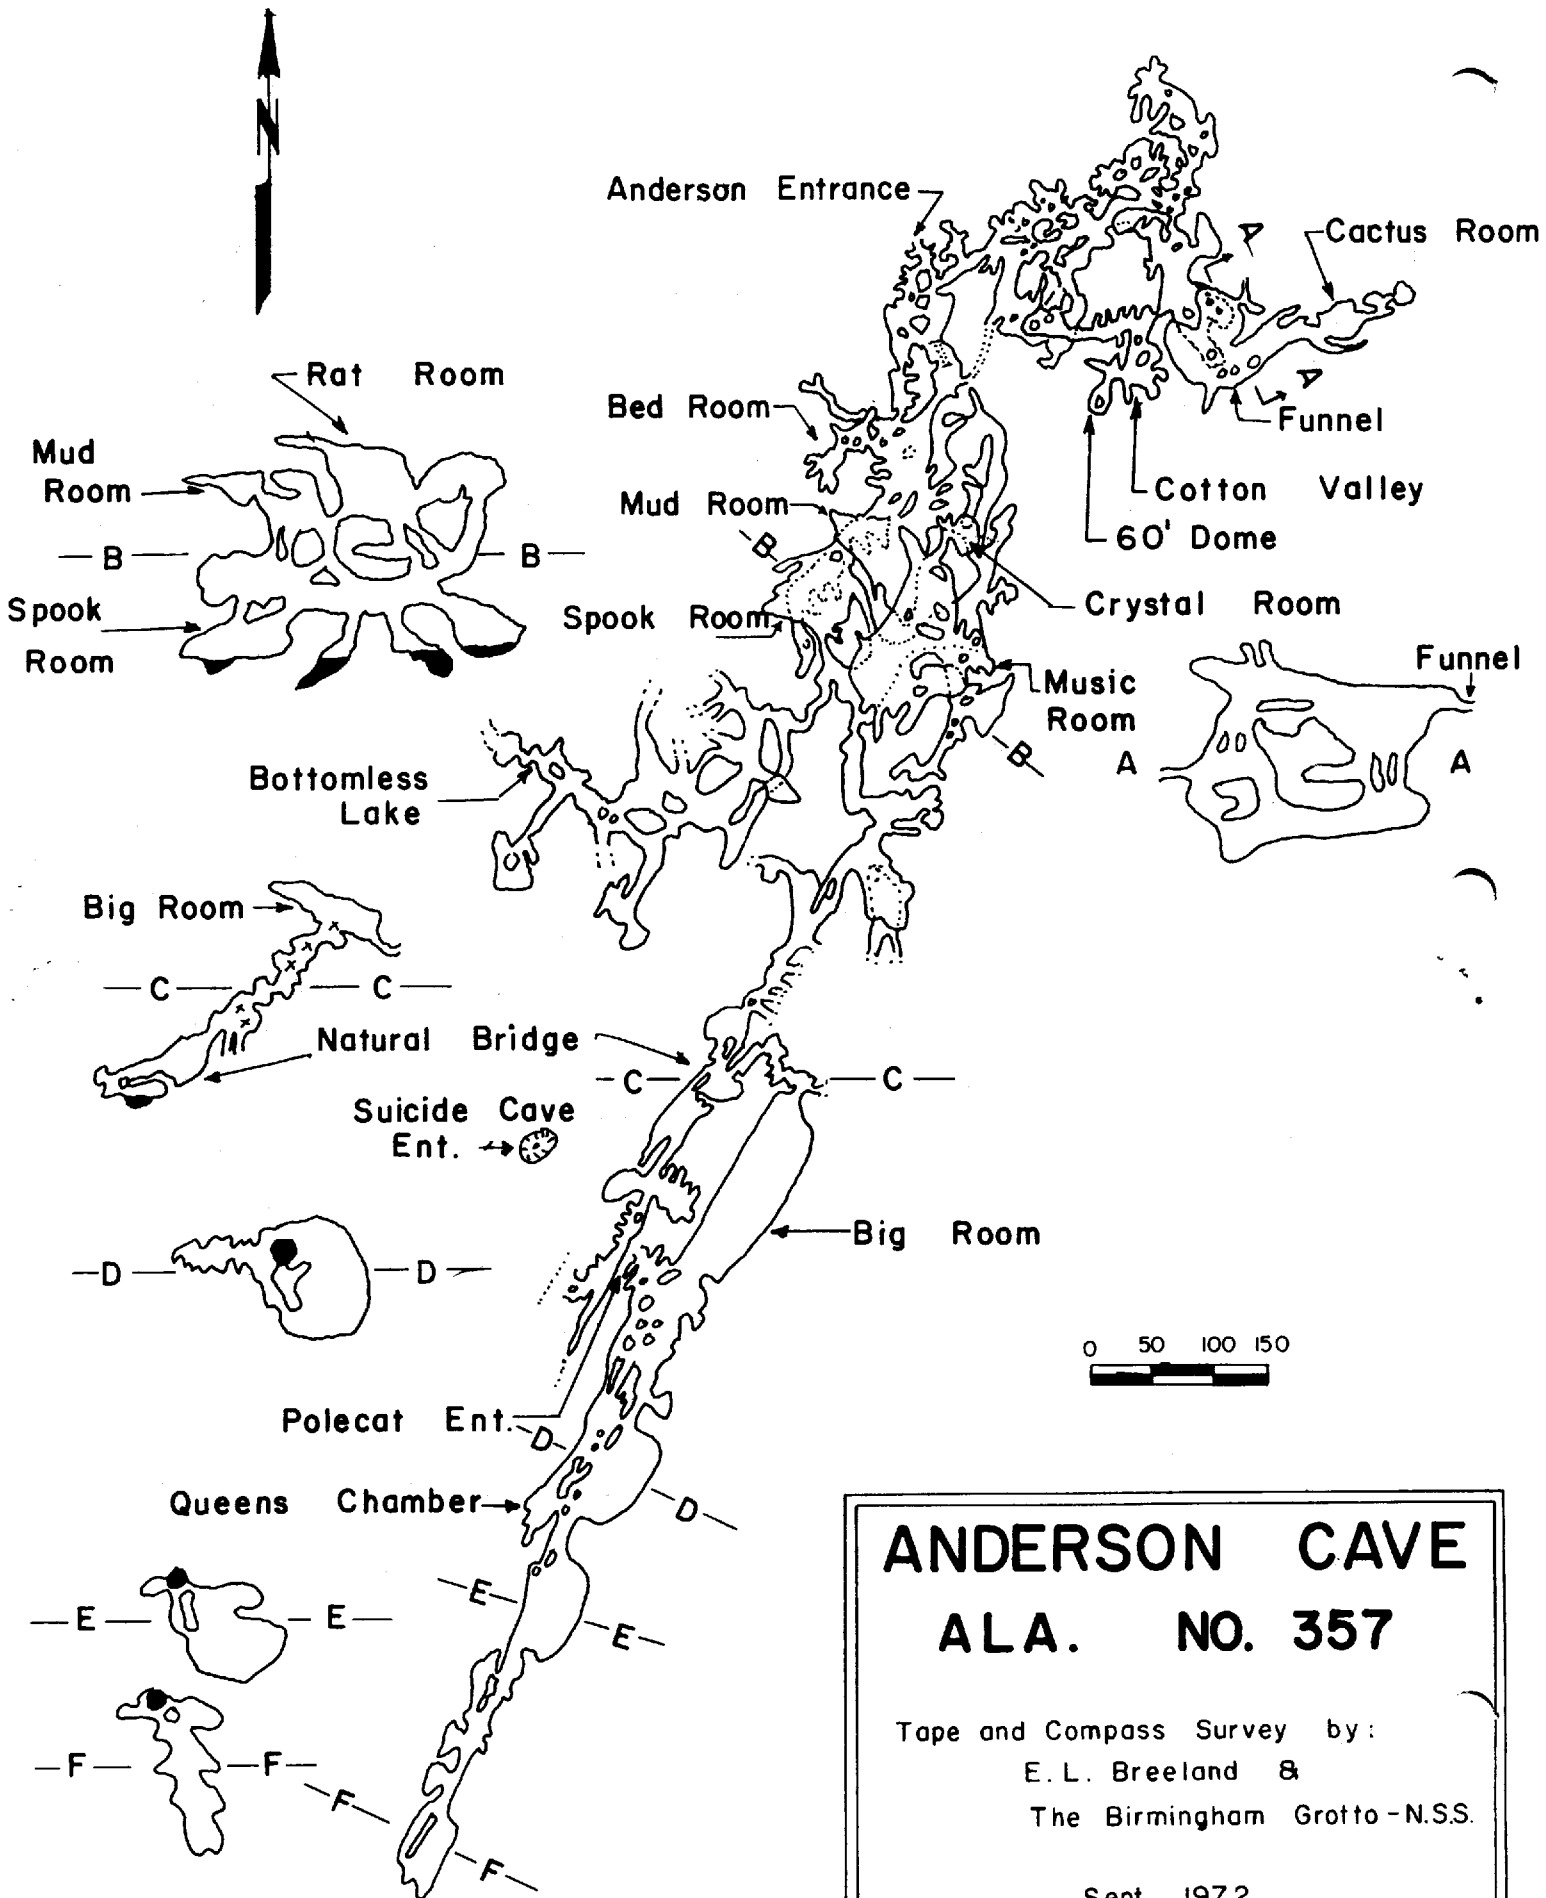 N
Anderson Entrance
A
Cactus Room
Rat Room
Bed Room
A
Funnel
Mud
Room
Mud Room
Cotton Valley
60' Dome
B
B
B
Spook
Room
Spook Room
Crystal Room
Music
Room
Funnel
B
A
A
Bottomless
Lake
Big Room
C
C
Natural Bridge
C
C
Suicide Cave
Ent.
Big Room
D
D
0 50 100 150
Polecat Ent.
D
Queens Chamber
D
E
E
E
E
F
F
F
F
ANDERSON CAVE
ALA. NO. 357
Tape and Compass Survey by:
E. L. Breeland &
The Birmingham Grotto - N.S.S.
Sept. 1972